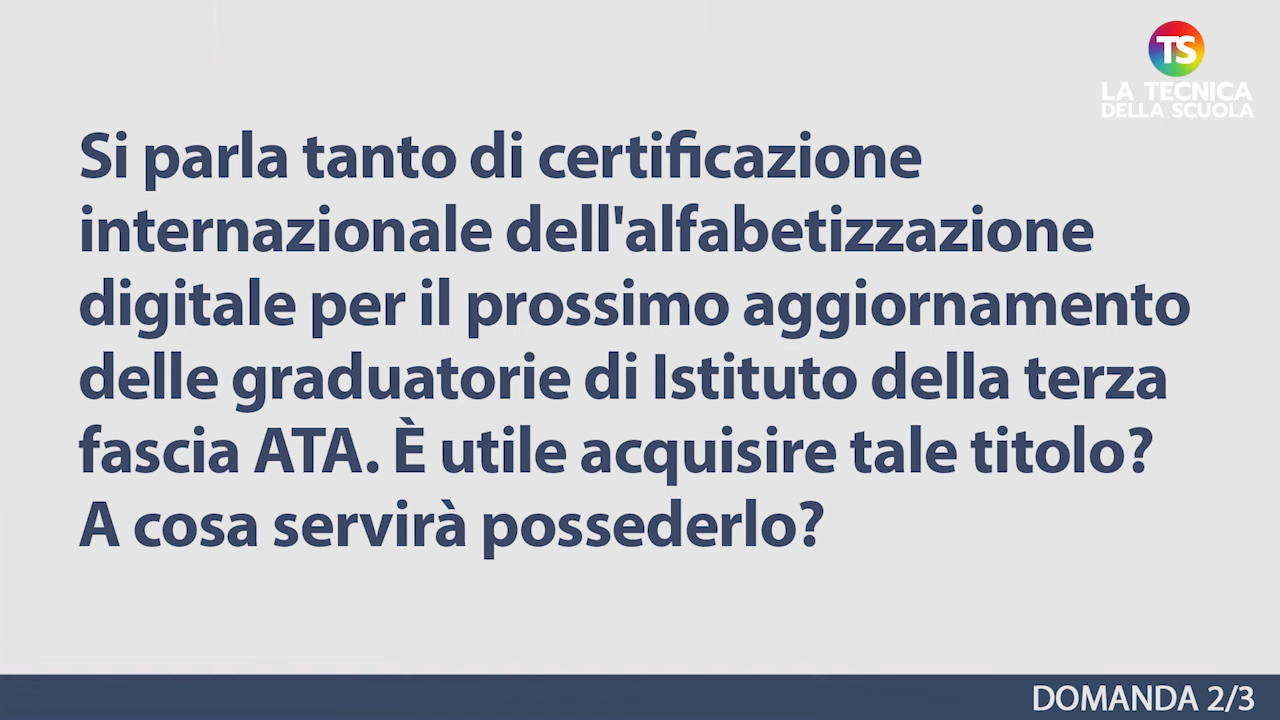 TS
LA TECNICA
DELLA SCUOLA
Si parla tanto di certificazione
internazionale dell'alfabetizzazione
digitale per il prossimo aggiornamento
delle graduatorie di Istituto della terza
fascia ATA. È utile acquisire tale titolo?
A cosa servirà possederlo?
DOMANDA 2/3